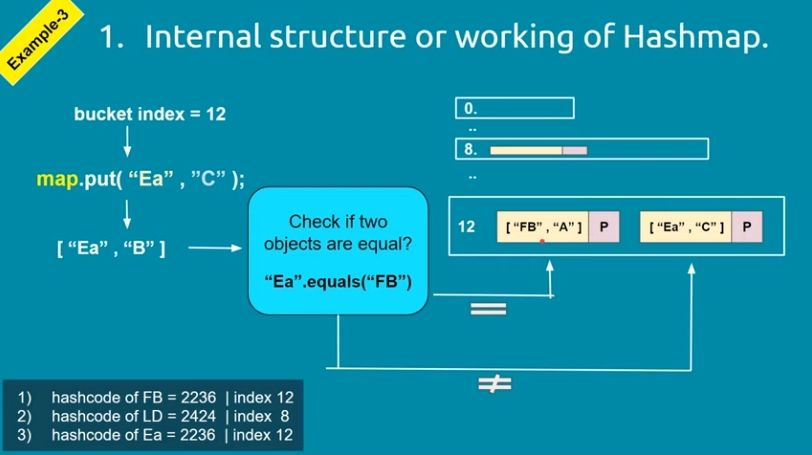 Example-3
1. Internal structure or working of Hashmap.
bucket index = 12
map.put( “Ea” , ”C” );
[ “Ea” , “B” ]
Check if two
objects are equal?
“Ea”.equals(“FB”)
0.
..
8.
..
12 [ “FB” , “A” ] P [ “Ea” , “C” ] P
=
≠
1) hashcode of FB = 2236 | index 12
2) hashcode of LD = 2424 | index 8
3) hashcode of Ea = 2236 | index 12